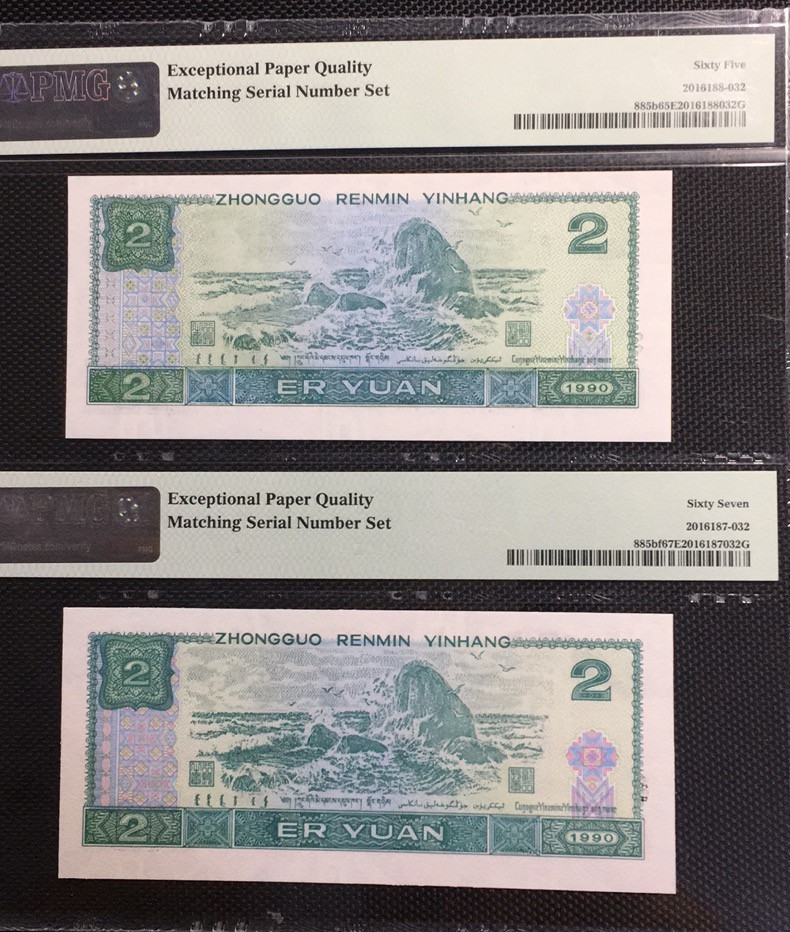 PMG
Exceptional Paper Quality
Matching Serial Number Set
Sixty Five
2016188-032
885b65E2016188032G
ZHONGGUO RENMIN YINHANG
2
2
2
ER YUAN
1990
PMG
Exceptional Paper Quality
Matching Serial Number Set
Sixty Seven
2016187-032
885bf67E2016187032G
ZHONGGUO RENMIN YINHANG
2
2
2
ER YUAN
1990